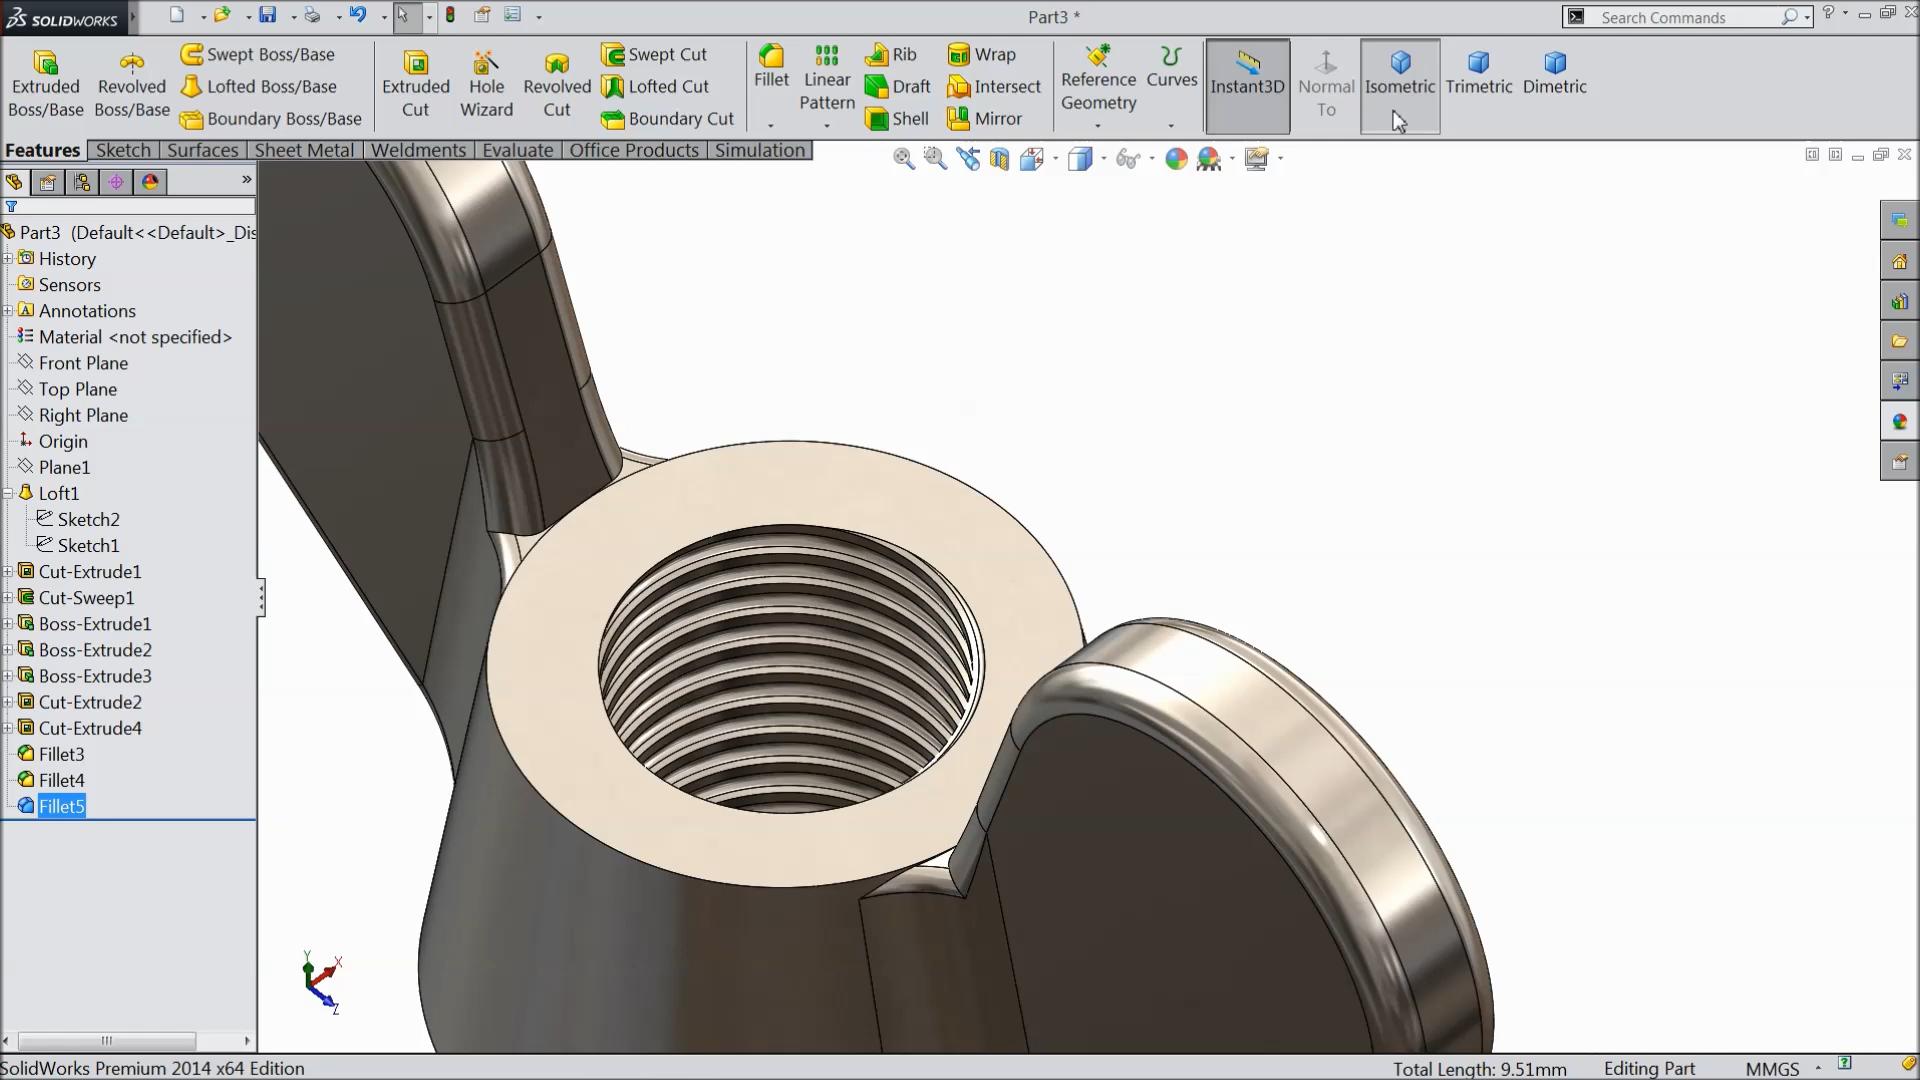 SOLIDWORKS
Part3 *
Search Commands
Extruded Boss/Base
Revolved Boss/Base
Swept Boss/Base
Lofted Boss/Base
Boundary Boss/Base
Extruded Cut
Hole Wizard
Revolved Cut
Swept Cut
Lofted Cut
Boundary Cut
Fillet
Linear Pattern
Rib
Draft
Shell
Wrap
Intersect
Mirror
Reference Geometry
Curves
Instant3D
Normal To
Isometric
Trimetric
Dimetric
Features
Sketch
Surfaces
Sheet Metal
Weldments
Evaluate
Office Products
Simulation
Part3 (Default<<Default>_Dis
History
Sensors
Annotations
Material <not specified>
Front Plane
Top Plane
Right Plane
Origin
Plane1
Loft1
Sketch2
Sketch1
Cut-Extrude1
Cut-Sweep1
Boss-Extrude1
Boss-Extrude2
Boss-Extrude3
Cut-Extrude2
Cut-Extrude4
Fillet3
Fillet4
Fillet5
Y
X
Z
SolidWorks Premium 2014 x64 Edition
Total Length: 9.51mm
Editing Part
MMGS